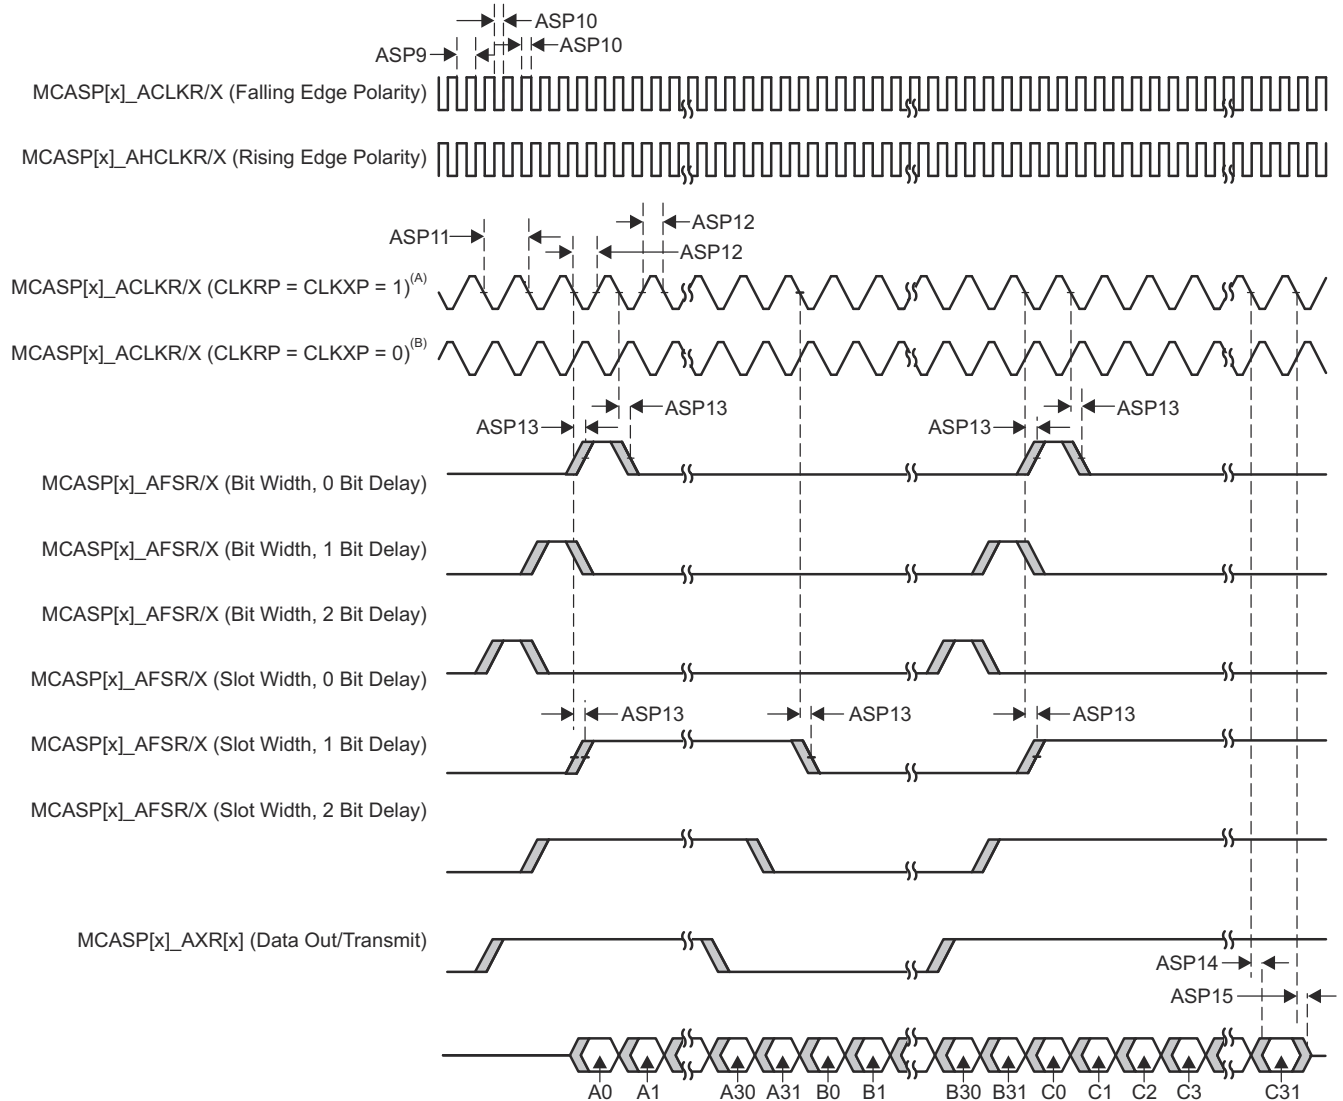 ASP10
ASP10
ASP9
MCASP[x]_ACLKR/X (Falling Edge Polarity)
MCASP[x]_AHCLKR/X (Rising Edge Polarity)
ASP12
ASP11
ASP12
MCASP[x]_ACLKR/X (CLKRP = CLKXP = 1)(A)
MCASP[x]_ACLKR/X (CLKRP = CLKXP = 0)(B)
ASP13 ASP13
ASP13 ASP13
MCASP[x]_AFSR/X (Bit Width, 0 Bit Delay)
MCASP[x]_AFSR/X (Bit Width, 1 Bit Delay)
MCASP[x]_AFSR/X (Bit Width, 2 Bit Delay)
MCASP[x]_AFSR/X (Slot Width, 0 Bit Delay)
ASP13 ASP13 ASP13
MCASP[x]_AFSR/X (Slot Width, 1 Bit Delay)
MCASP[x]_AFSR/X (Slot Width, 2 Bit Delay)
MCASP[x]_AXR[x] (Data Out/Transmit)
ASP14
ASP15
A0 A1 A30 A31 B0 B1 B30 B31 C0 C1 C2 C3 C31